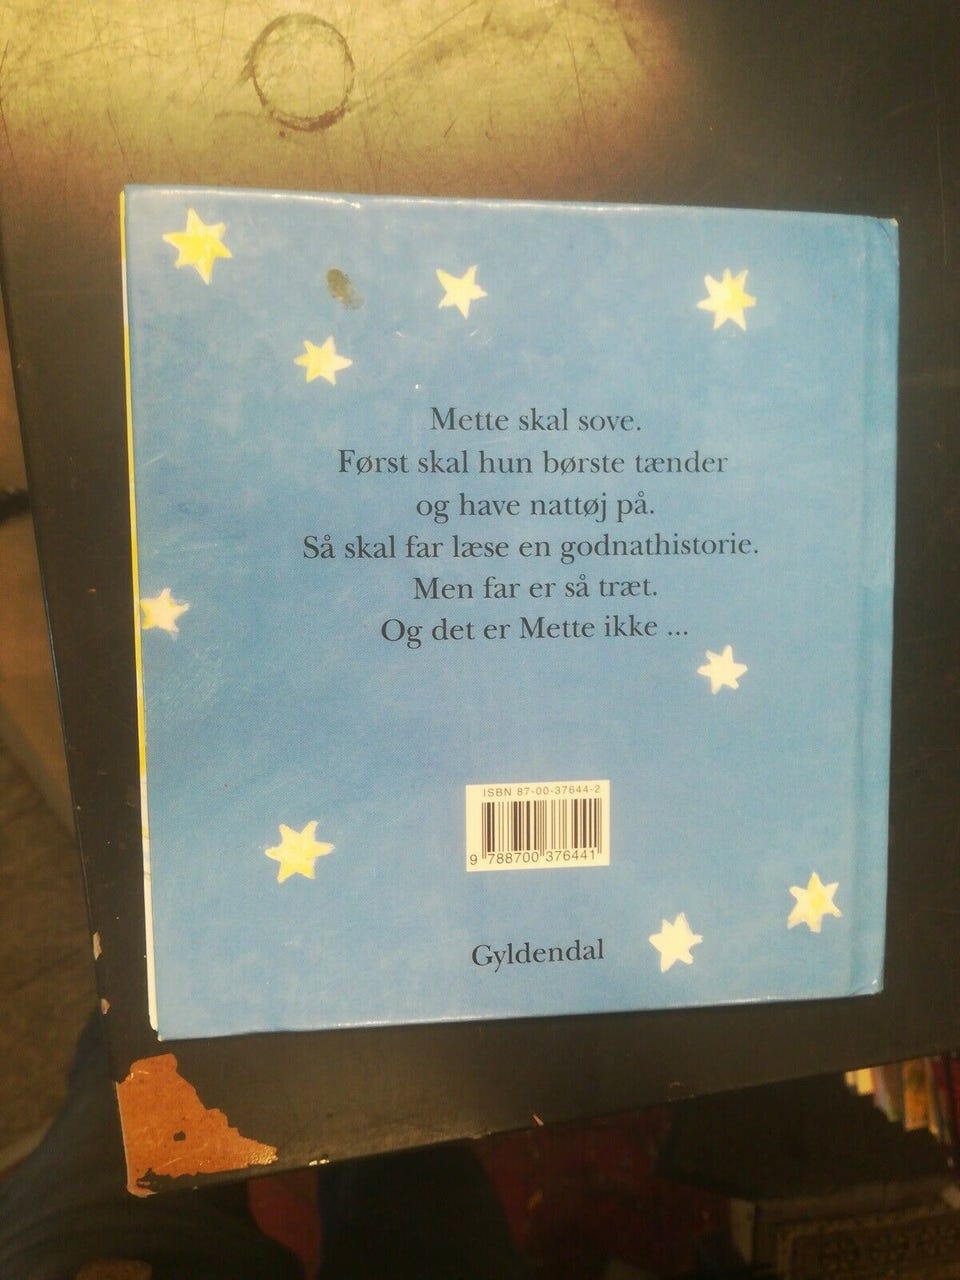 Mette skal sove.
Først skal hun børste tænder
og have nattøj på.
Så skal far læse en godnathistorie.
Men far er så træt.
Og det er Mette ikke ...
ISBN 87-00-37644-2
9 788700 376441
Gyldendal